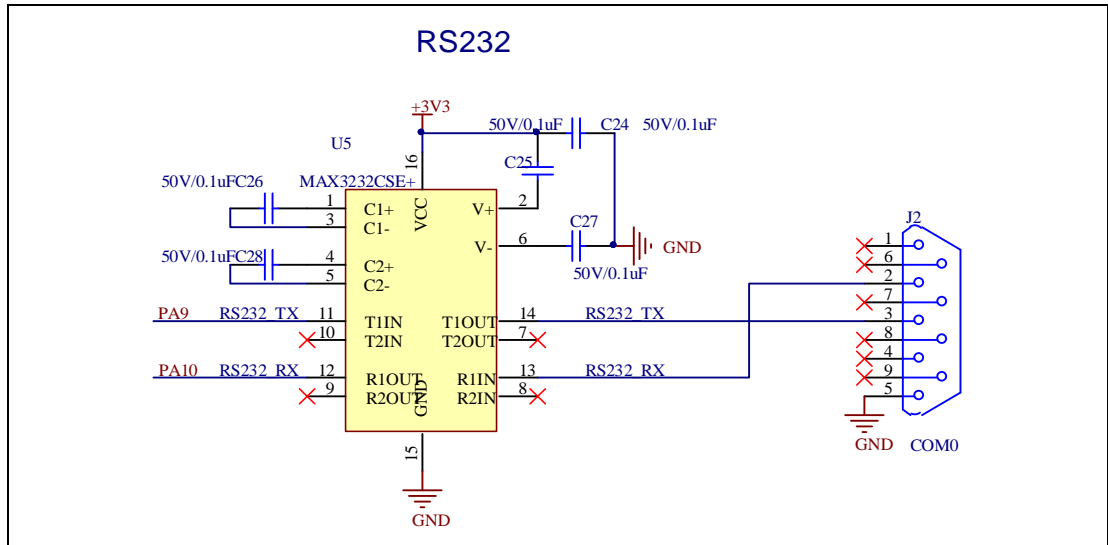 RS232
+3V3
50V/0.1uF C24 50V/0.1uF
U5
16
C25
50V/0.1uFC26 MAX3232CSE+
1 C1+ VCC V+ 2
3 C1-
C27
J2
V- 6 GND
1
50V/0.1uFC28 4 C2+
6
50V/0.1uF
5 C2-
2
7
PA9 RS232_TX 11 T1IN T1OUT 14 RS232_TX 3
10 T2IN T2OUT 7
8
4
PA10 RS232_RX 12 R1OUT R1IN 13 RS232_RX
9
9 R2OUT GND R2IN 8
5
15
GND COM0
GND